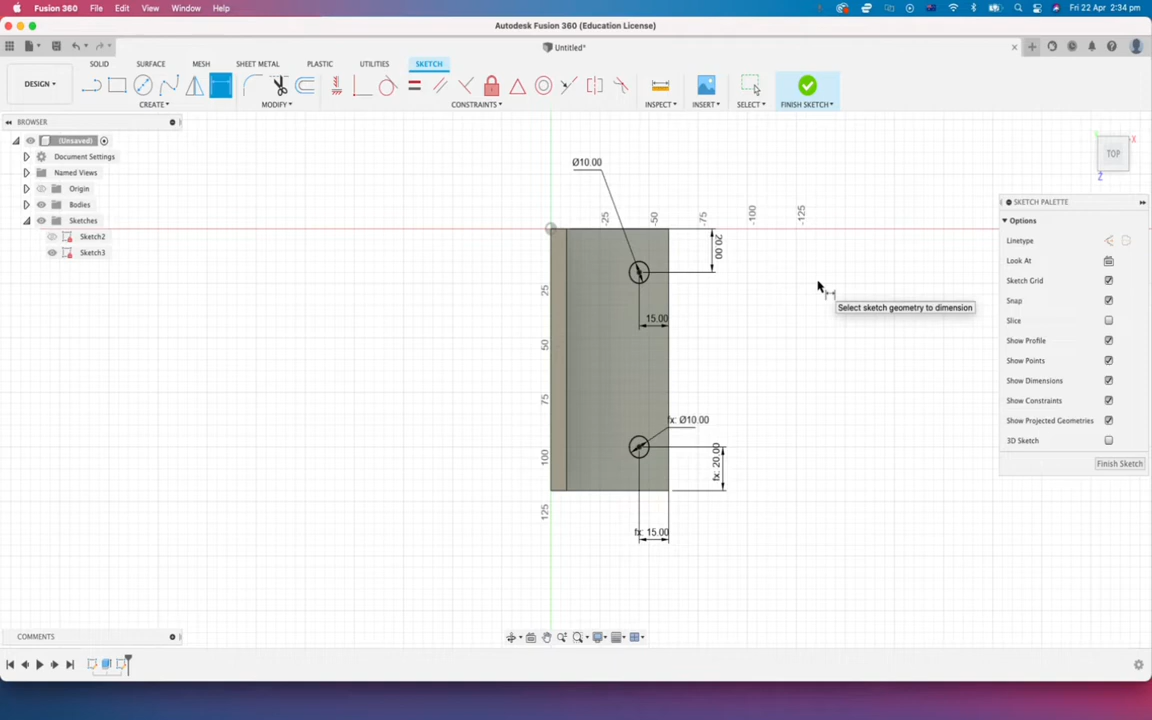 Fusion 360 File Edit View Window Help Fri 22 Apr 2:34 pm
Autodesk Fusion 360 (Education License)
Untitled*
SOLID SURFACE MESH SHEET METAL PLASTIC UTILITIES SKETCH
DESIGN
CREATE MODIFY CONSTRAINTS INSPECT INSERT SELECT FINISH SKETCH
BROWSER
(Unsaved)
Document Settings
Named Views
Origin
Bodies
Sketches
Sketch2
Sketch3
TOP
X
Z
Ø10.00
-25
-50
-75
-100
-125
20.00
25
15.00
50
75
fx: Ø10.00
100
fx: 20.00
125
fx: 15.00
Select sketch geometry to dimension
SKETCH PALETTE
Options
Linetype
Look At
Sketch Grid
Snap
Slice
Show Profile
Show Points
Show Dimensions
Show Constraints
Show Projected Geometries
3D Sketch
Finish Sketch
COMMENTS